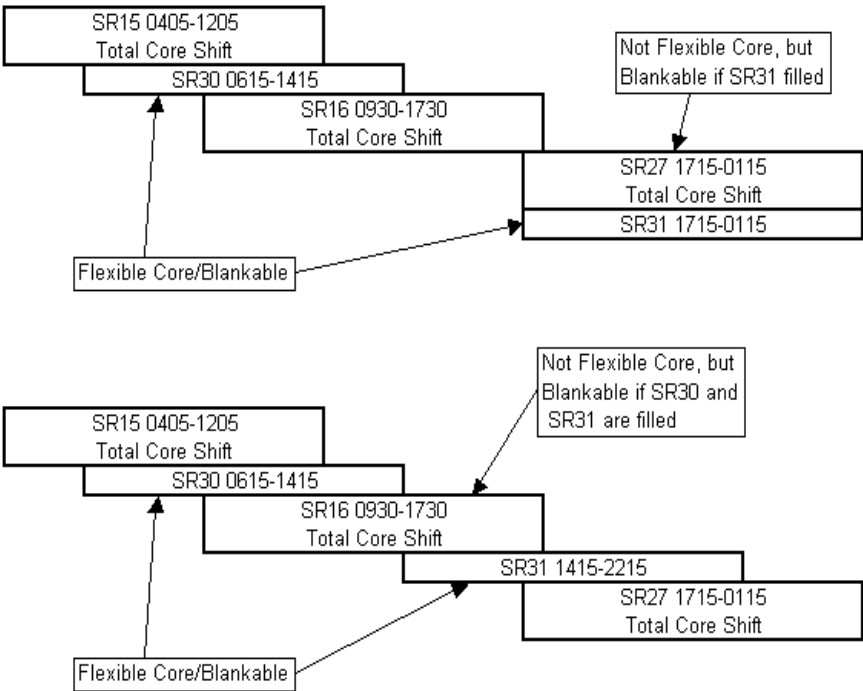 SR15 0405-1205
Total Core Shift
SR30 0615-1415
SR16 0930-1730
Total Core Shift
Not Flexible Core, but
Blankable if SR31 filled
SR27 1715-0115
Total Core Shift
SR31 1715-0115
Flexible Core/Blankable
Not Flexible Core, but
Blankable if SR30 and
SR31 are filled
SR15 0405-1205
Total Core Shift
SR30 0615-1415
SR16 0930-1730
Total Core Shift
SR31 1415-2215
SR27 1715-0115
Total Core Shift
Flexible Core/Blankable